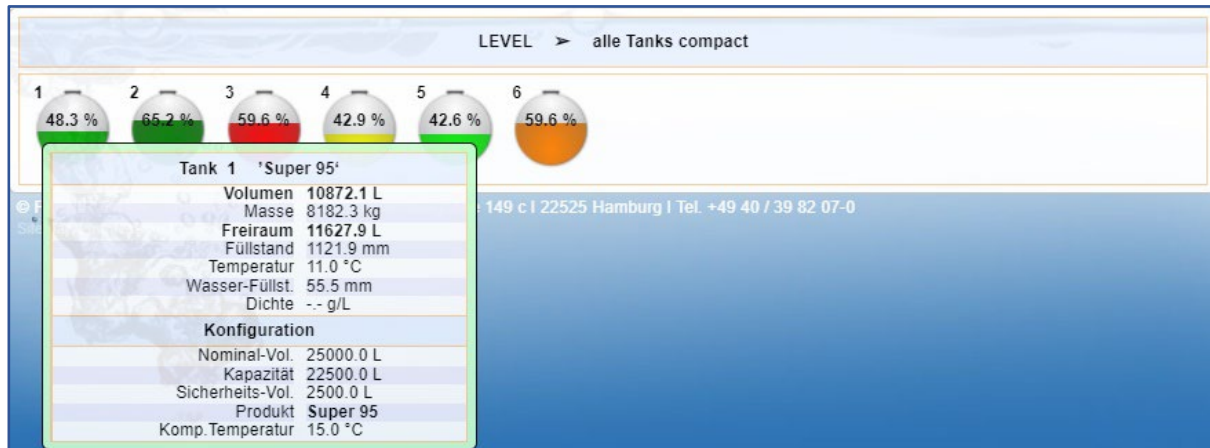 LEVEL ➢ alle Tanks compact
1 2 3 4 5 6
48.3 % 65.2 % 59.6 % 42.9 % 42.6 % 59.6 %
Tank 1 'Super 95‘
Volumen 10872.1 L
Masse 8182.3 kg
Freiraum 11627.9 L
Füllstand 1121.9 mm
Temperatur 11.0 °C
Wasser-Füllst. 55.5 mm
Dichte -.- g/L
Konfiguration
Nominal-Vol. 25000.0 L
Kapazität 22500.0 L
Sicherheits-Vol. 2500.0 L
Produkt Super 95
Komp.Temperatur 15.0 °C
149 c I 22525 Hamburg I Tel. +49 40 / 39 82 07-0